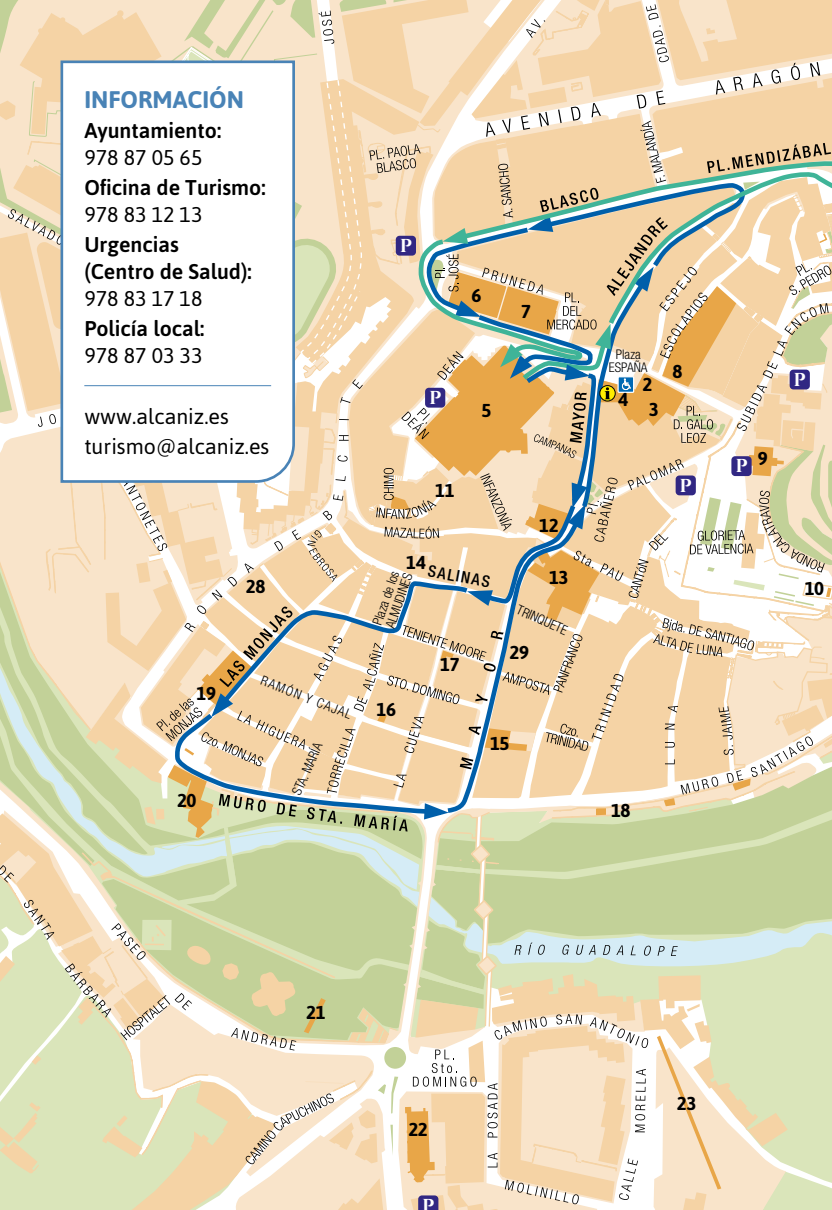 INFORMACIÓN
Ayuntamiento:
978 87 05 65
Oficina de Turismo:
978 83 12 13
Urgencias
(Centro de Salud):
978 83 17 18
Policía local:
978 87 03 33
www.alcaniz.es
turismo@alcaniz.es
JOSÉ
AV.
CDAD. DE
AVENIDA DE ARAGÓN
PL. PAOLA
BLASCO
A. SANCHO
F. MALANDÍA
PL. MENDIZÁBAL
BLASCO
ALEJANDRE
SALVADO
P
Pl.
S. JOSÉ
PRUNEDA
6
7
PL.
DEL
MERCADO
ESPEJO
ESCOLAPIOS
PL.
S. PEDRO
SUBIDA DE LA ENCOM
Plaza
ESPAÑA
i
4
2
3
8
P
DEÁN
P
PL.
DEÁN
5
MAYOR
CAMPANAS
PL.
D. GALO
LEOZ
JO
ANTONETES
RONDA DE BELCHITE
CHIMO
11
INFANZONÍA
INFANZONÍA
MAZALEÓN
PALOMAR
Pl.
CABAÑERO
P
P
9
RONDA CALATRAVOS
GLORIETA
DE VALENCIA
12
Sta. PAU
CANTÓN DEL
10
GIN
EBROSA
14
SALINAS
13
28
Plaza de los
ALMUDINES
TRINQUETE
Bjda. DE SANTIAGO
ALTA DE LUNA
LAS MONJAS
AGUAS
TENIENTE MOORE
17
MAYOR
29
AMPOSTA
PANFRANCO
19
Pl. de las
MONJAS
RAMÓN Y CAJAL
STO. DOMINGO
16
LA HIGUERA
Czo. MONJAS
STA. MARÍA
TORRECILLA DE ALCAÑIZ
LA CUEVA
15
Czo.
TRINIDAD
TRINIDAD
LUNA
S. JAIME
MURO DE SANTIAGO
20
MURO DE STA. MARÍA
18
DE SANTA BÁRBARA
PASEO DE ANDRADE
HOSPITALET
RÍO GUADALOPE
21
CAMINO SAN ANTONIO
PL.
Sto.
DOMINGO
CAMINO CAPUCHINOS
22
LA POSADA
CALLE MORELLA
23
MOLINILLO
P